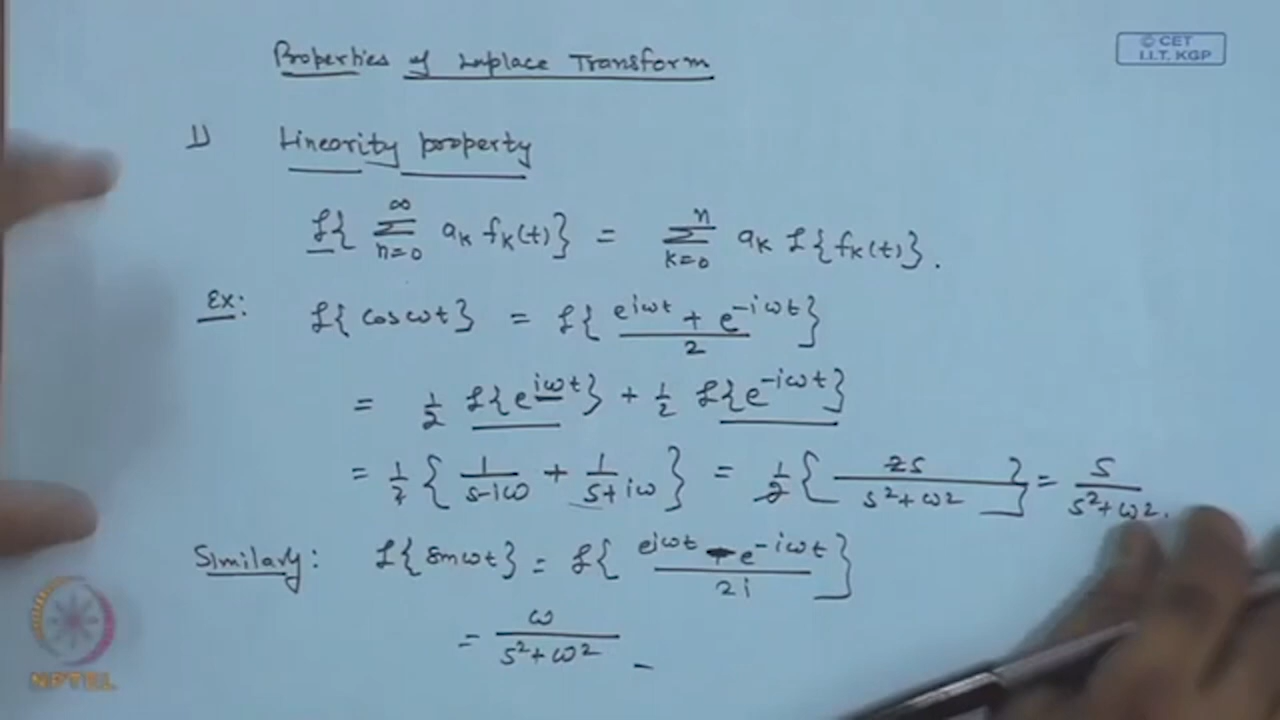 Properties of Laplace Transform
© CET
I.I.T. KGP
1) Linearity property
ℒ{ ∑_{n=0}^{∞} a_k f_k(t)} = ∑_{k=0}^{n} a_k ℒ{f_k(t)}.
Ex: ℒ{cos ωt} = ℒ{ (e^{iωt} + e^{-iωt})/2 }
= 1/2 ℒ{e^{iωt}} + 1/2 ℒ{e^{-iωt}}
= 1/2 { 1/(s-iω) + 1/(s+iω) } = 1/2 { 2s/(s²+ω²) } = s/(s²+ω²).
Similarly: ℒ{sin ωt} = ℒ{ (e^{iωt} - e^{-iωt})/2i }
= ω/(s²+ω²)
NPTEL